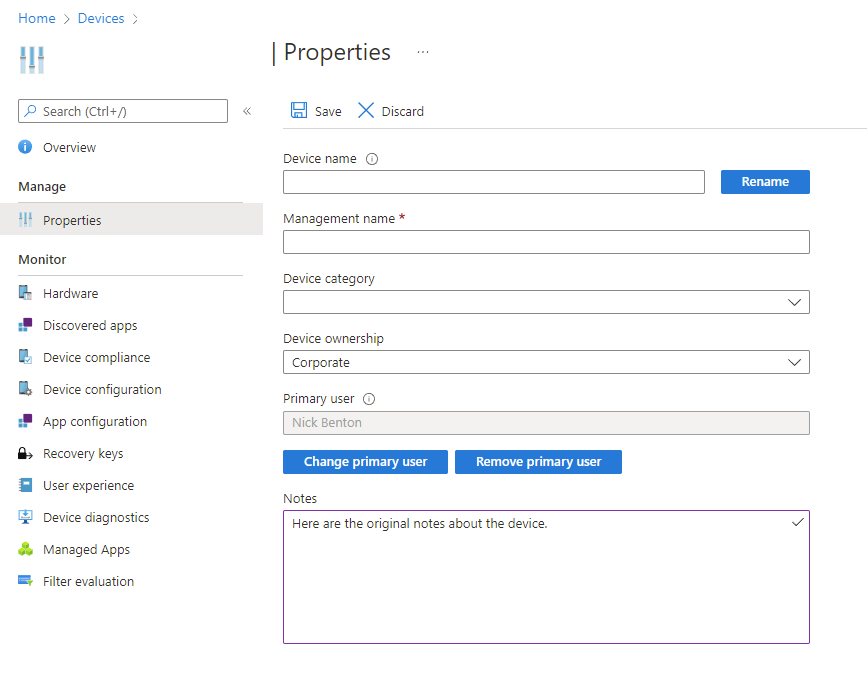 Home > Devices >
Properties ...
Search (Ctrl+/) «
Overview
Manage
Properties
Monitor
Hardware
Discovered apps
Device compliance
Device configuration
App configuration
Recovery keys
User experience
Device diagnostics
Managed Apps
Filter evaluation
Save Discard
Device name
Rename
Management name *
Device category
Device ownership
Corporate
Primary user
Nick Benton
Change primary user Remove primary user
Notes
Here are the original notes about the device.